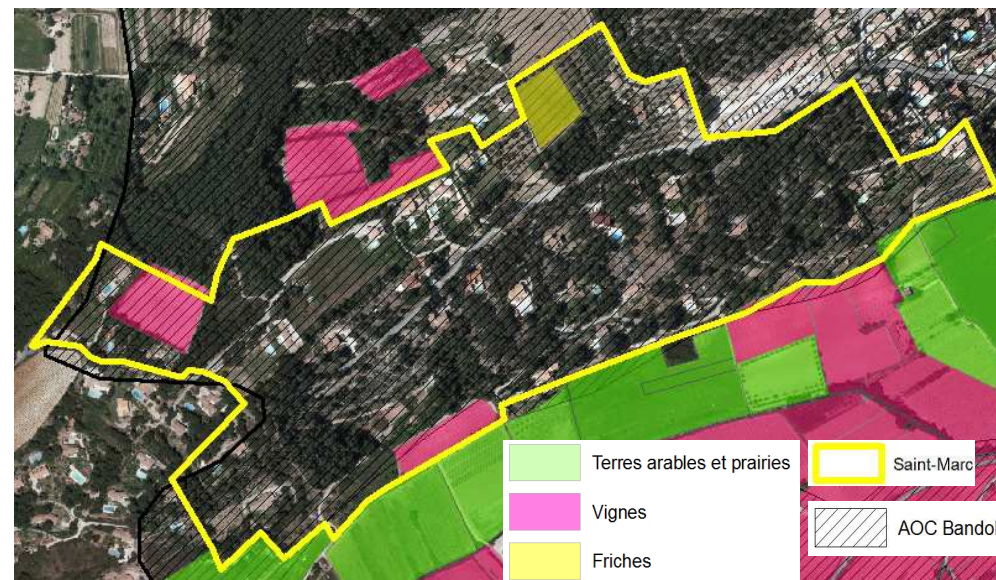 Terres arables et prairies
Vignes
Friches
Saint-Marc
AOC Bandol